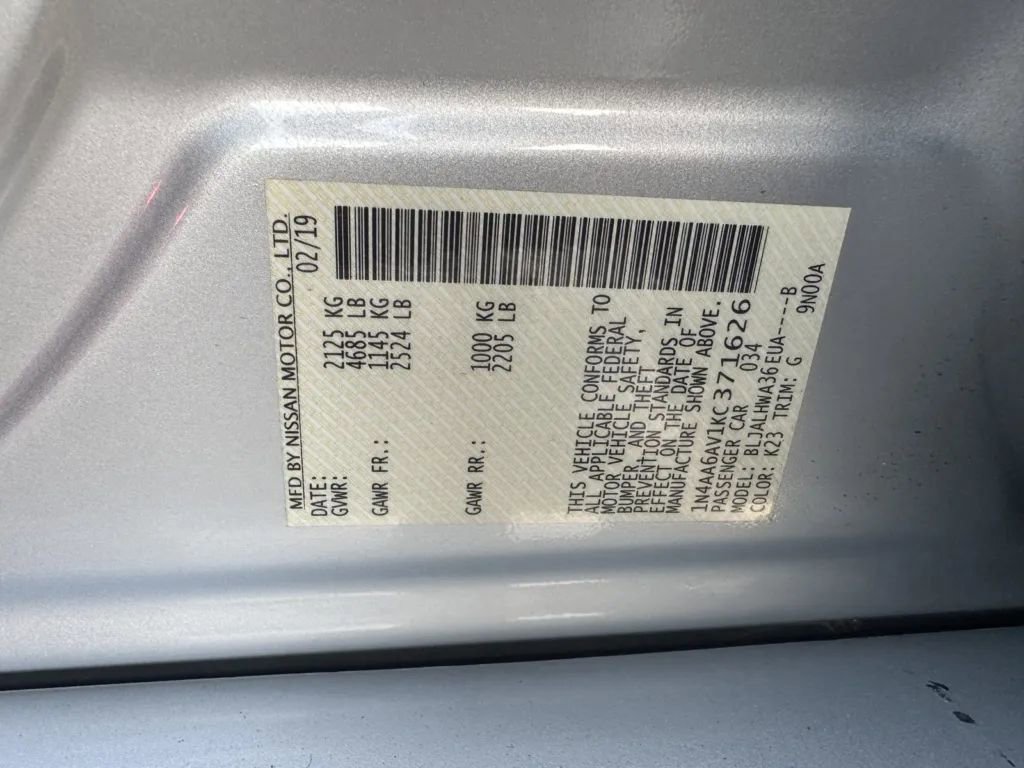 MFD BY NISSAN MOTOR CO., LTD.
DATE: 02/19
GVWR: 2125 KG
4685 LB
GAWR FR.: 1145 KG
2524 LB
GAWR RR.: 1000 KG
2205 LB
THIS VEHICLE CONFORMS TO
ALL APPLICABLE FEDERAL
MOTOR VEHICLE SAFETY,
BUMPER, AND THEFT
PREVENTION STANDARDS IN
EFFECT ON THE DATE OF
MANUFACTURE SHOWN ABOVE.
1N4AA6AV1KC371626
PASSENGER CAR 034
MODEL: BLJALHWA36EUA----B
COLOR: K23 TRIM: G 9N00A